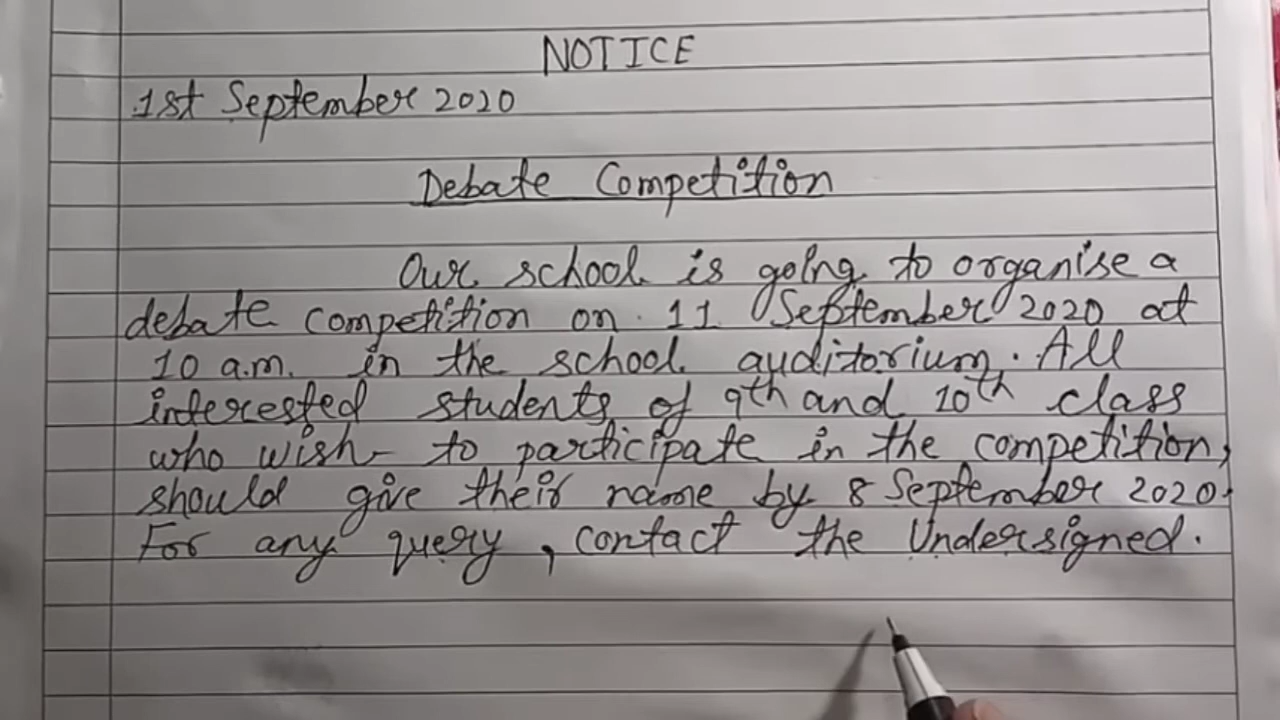 NOTICE
1st September 2020
Debate Competition
Our school is going to organise a
debate competition on 11 September 2020 at
10 a.m. in the school auditorium. All
interested students of 9th and 10th class
who wish to participate in the competition,
should give their name by 8 September 2020.
For any query, contact the Undersigned.